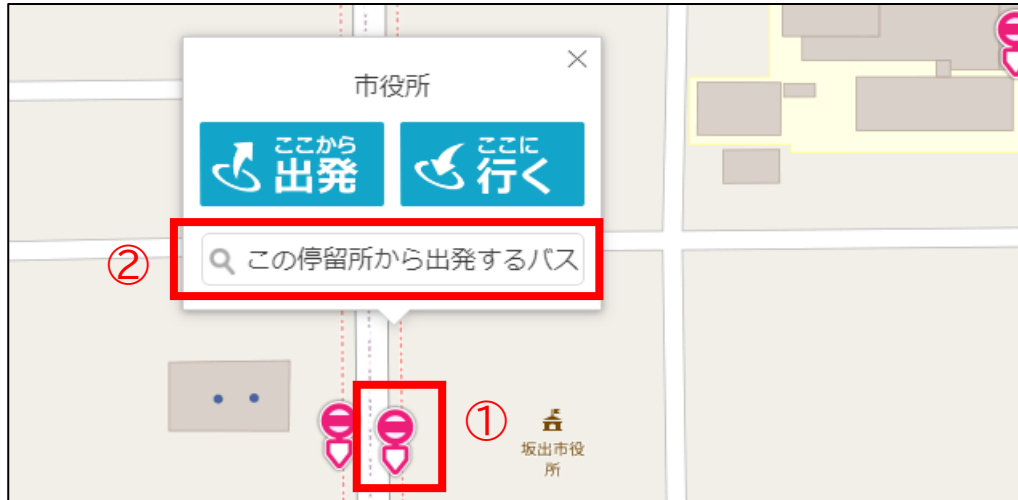 市役所
ここから
出発
ここに
行く
② この停留所から出発するバス
①
坂出市役
所